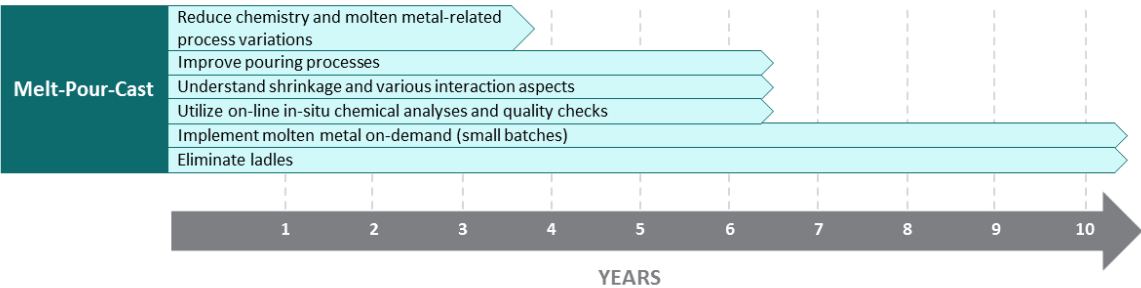 Melt-Pour-Cast
Reduce chemistry and molten metal-related
process variations
Improve pouring processes
Understand shrinkage and various interaction aspects
Utilize on-line in-situ chemical analyses and quality checks
Implement molten metal on-demand (small batches)
Eliminate ladles
1 2 3 4 5 6 7 8 9 10
YEARS